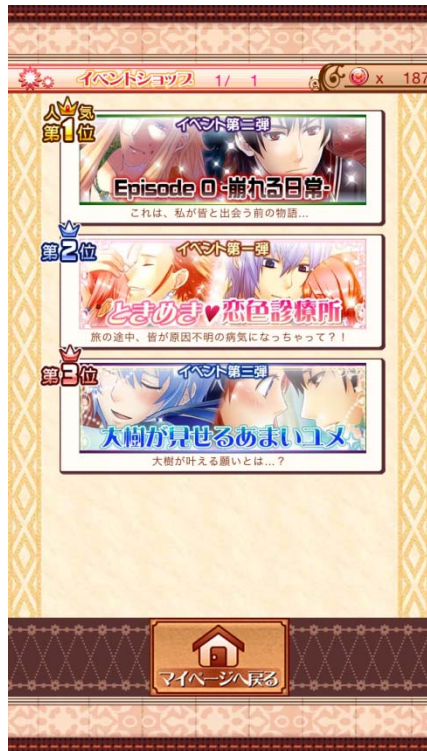 イベントショップ 1/ 1
x 187
人気
第1位
イベント第二弾
Episode 0 -崩れる日常-
これは、私が皆と出会う前の物語...
第2位
イベント第一弾
ときめき♥恋色診療所
旅の途中、皆が原因不明の病気になっちゃって？！
第3位
イベント第三弾
大樹が見せるあまいユメ
大樹が叶える願いとは...？
マイページへ戻る